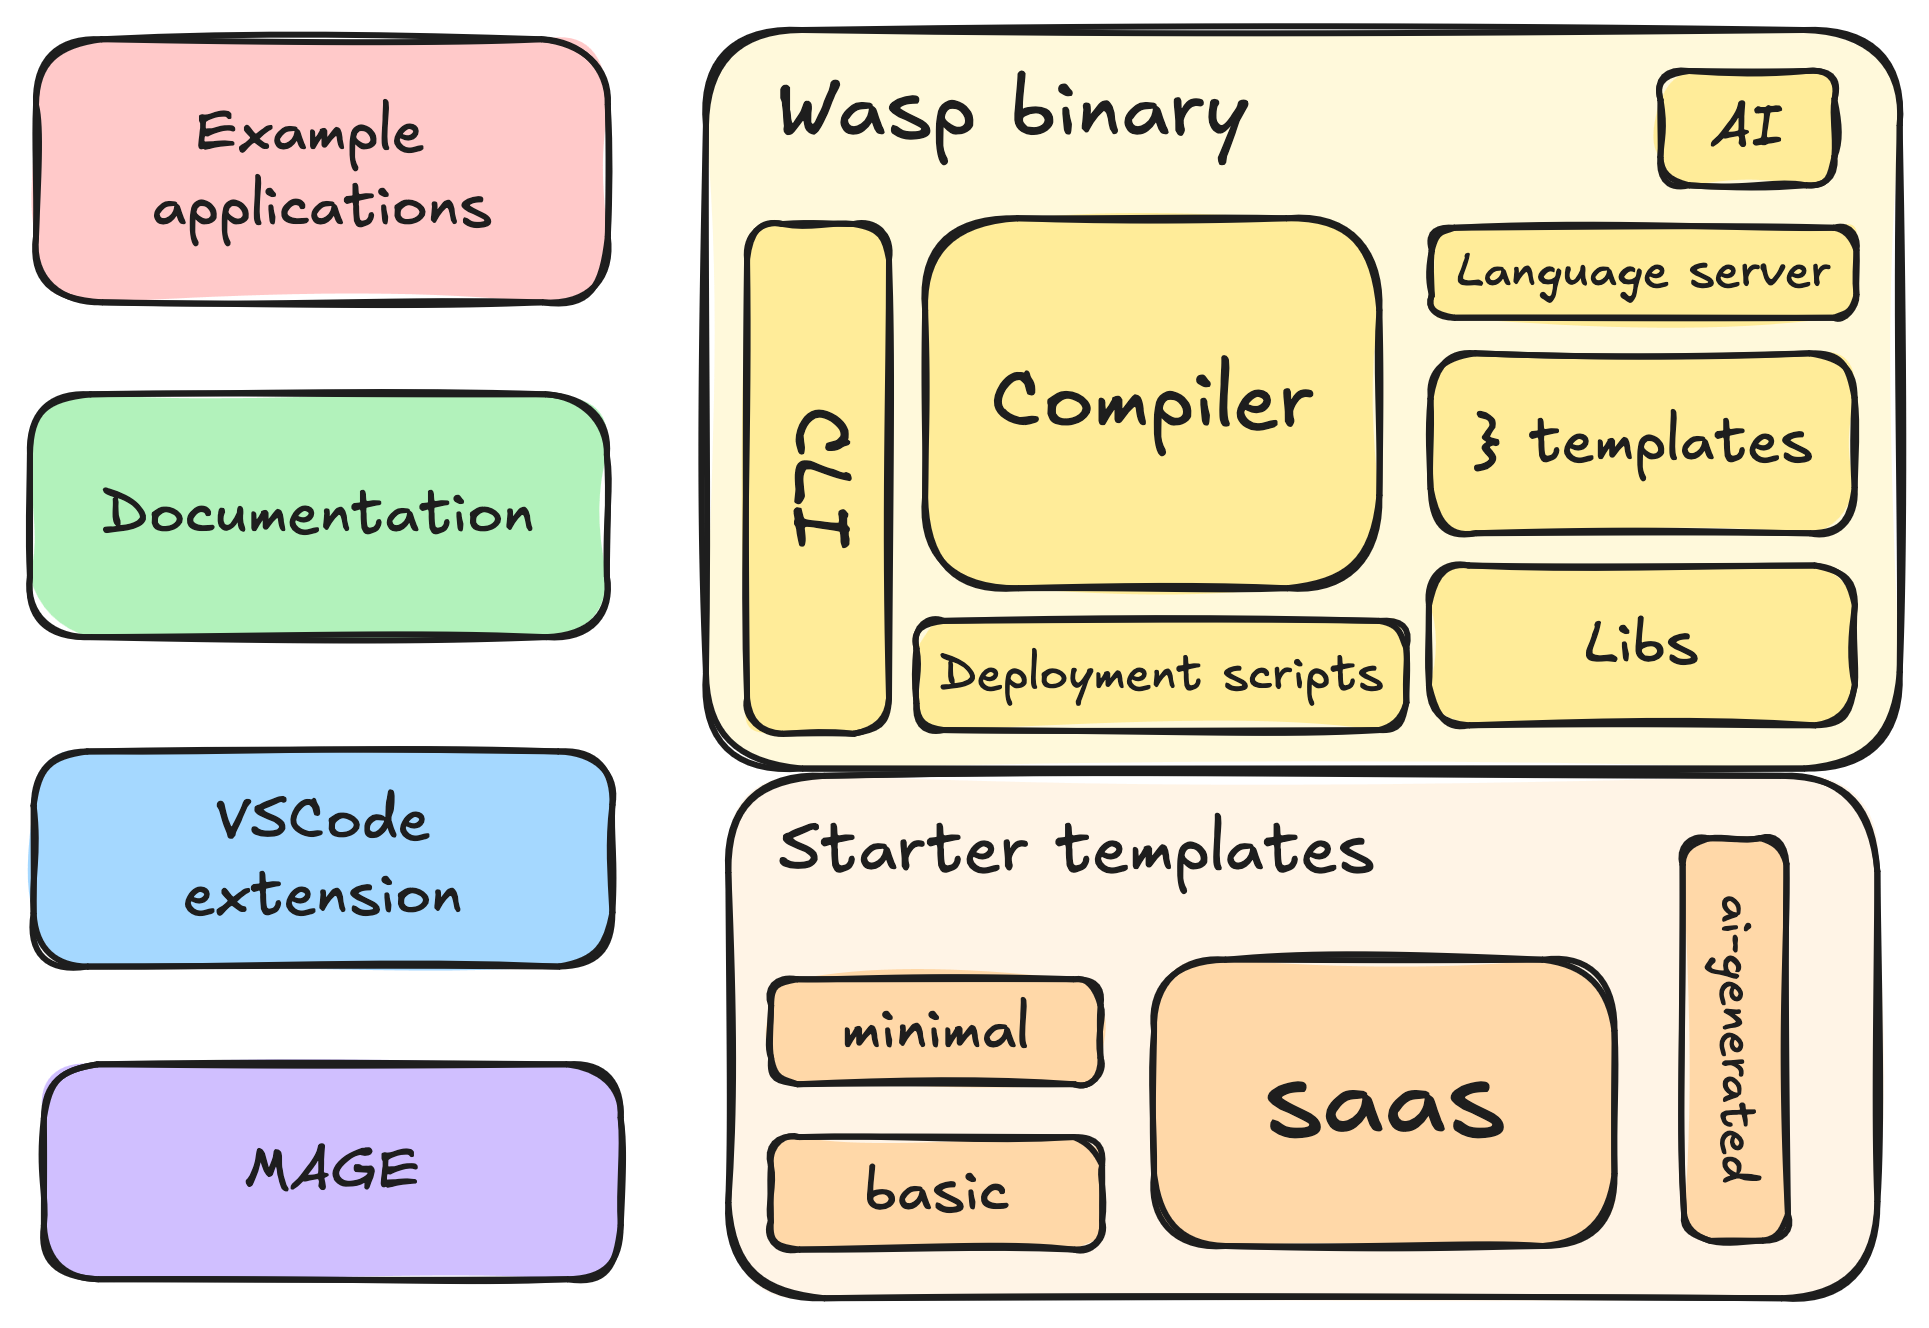 Example
applications
Documentation
VSCode
extension
MAGE
Wasp binary
AI
CLI
Compiler
Language server
} templates
Deployment scripts
Libs
Starter templates
minimal
basic
saas
ai-generated